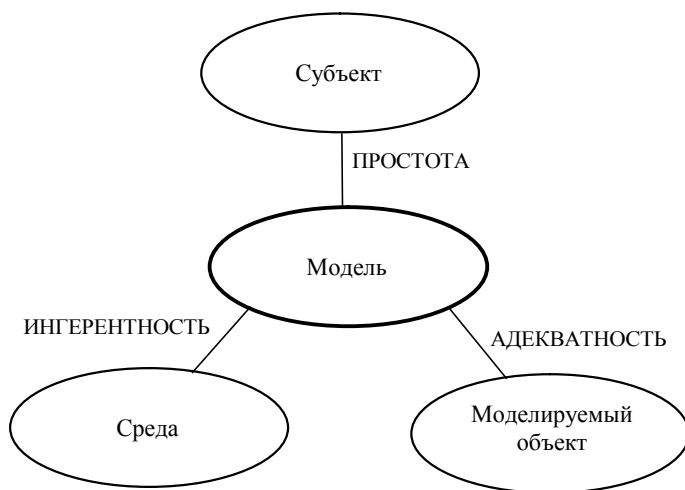 Субъект
ПРОСТОТА
Модель
ИНГЕРЕНТНОСТЬ
АДЕКВАТНОСТЬ
Среда
Моделируемый
объект